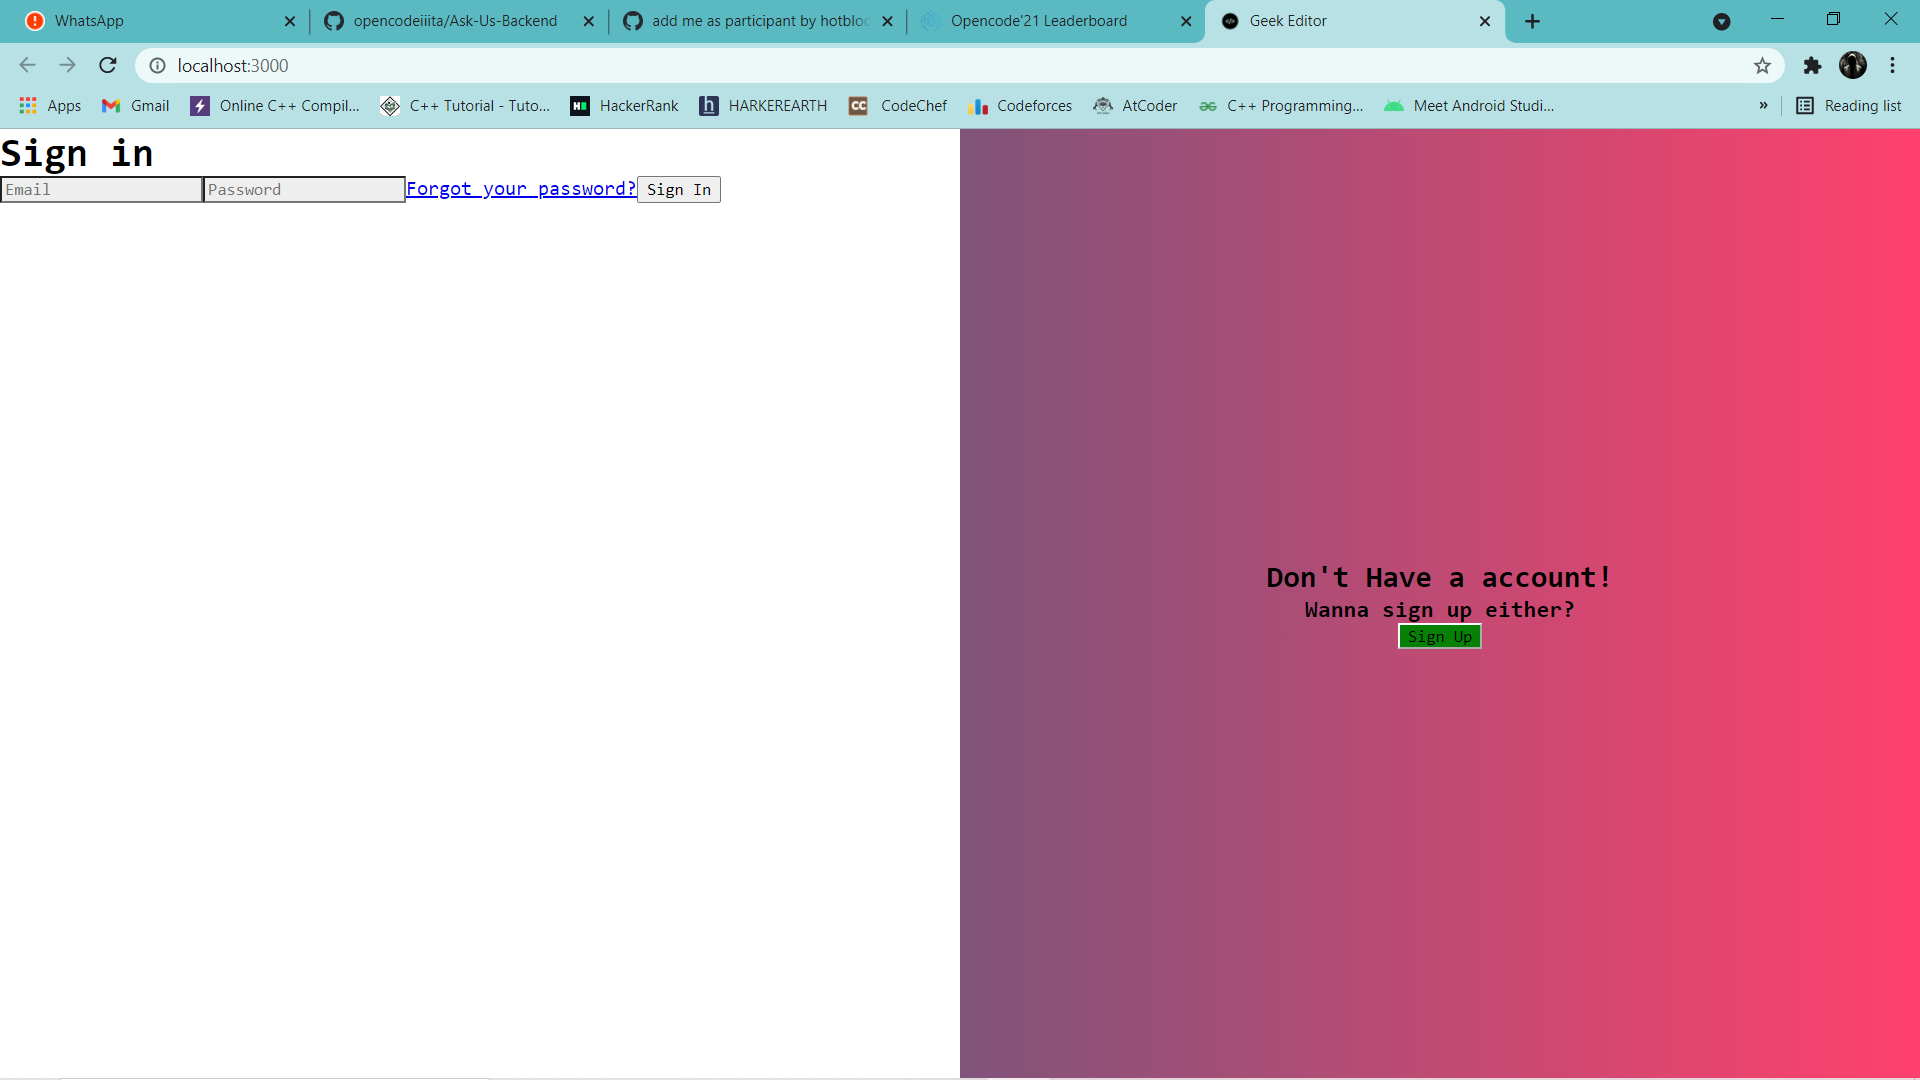 WhatsApp
opencodeiiita/Ask-Us-Backend
add me as participant by hotbloo
Opencode'21 Leaderboard
Geek Editor
localhost:3000
Apps
Gmail
Online C++ Compil...
C++ Tutorial - Tuto...
HackerRank
HARKEREARTH
CodeChef
Codeforces
AtCoder
C++ Programming...
Meet Android Studi...
»
Reading list
Sign in
Email
Password
Forgot your password?
Sign In
Don't Have a account!
Wanna sign up either?
Sign Up